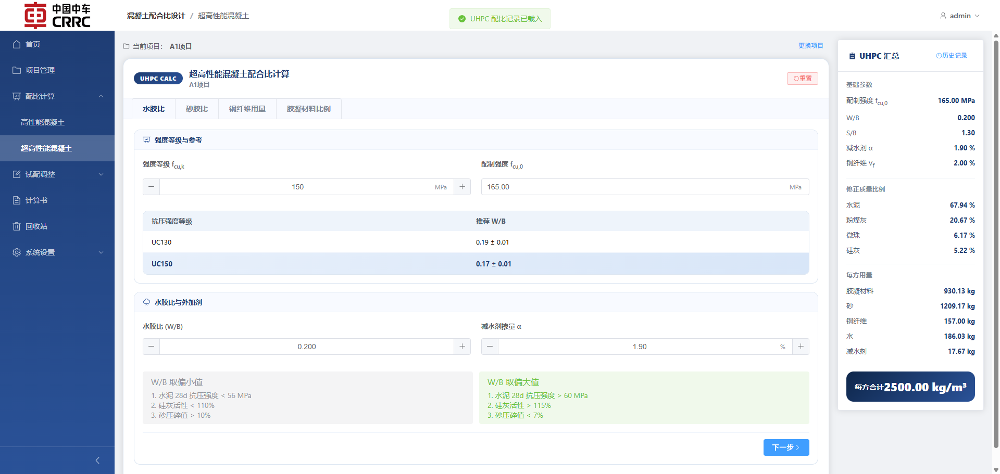 中国中车
CRRC
混凝土配合比设计 / 超高性能混凝土
UHPC 配比记录已载入
admin
首页
项目管理
配比计算
高性能混凝土
超高性能混凝土
试配调整
计算书
回收站
系统设置
当前项目： A1项目
更换项目
UHPC CALC
超高性能混凝土配合比计算
A1项目
重置
水胶比
砂胶比
钢纤维用量
胶凝材料比例
强度等级与参考
强度等级 fcu,k
配制强度 fcu,0
150 MPa
165.00 MPa
抗压强度等级 推荐 W/B
UC130 0.19 ± 0.01
UC150 0.17 ± 0.01
水胶比与外加剂
水胶比 (W/B)
减水剂掺量 α
0.200
1.90 %
W/B 取偏小值
1. 水泥 28d 抗压强度 < 56 MPa
2. 硅灰活性 < 110%
3. 砂压碎值 > 10%
W/B 取偏大值
1. 水泥 28d 抗压强度 > 60 MPa
2. 硅灰活性 > 115%
3. 砂压碎值 < 7%
下一步
UHPC 汇总
历史记录
基础参数
配制强度 fcu,0 165.00 MPa
W/B 0.200
S/B 1.30
减水剂 α 1.90 %
钢纤维 Vf 2.00 %
修正质量比例
水泥 67.94 %
粉煤灰 20.67 %
微珠 6.17 %
硅灰 5.22 %
每方用量
胶凝材料 930.13 kg
砂 1209.17 kg
钢纤维 157.00 kg
水 186.03 kg
减水剂 17.67 kg
每方合计2500.00 kg/m³